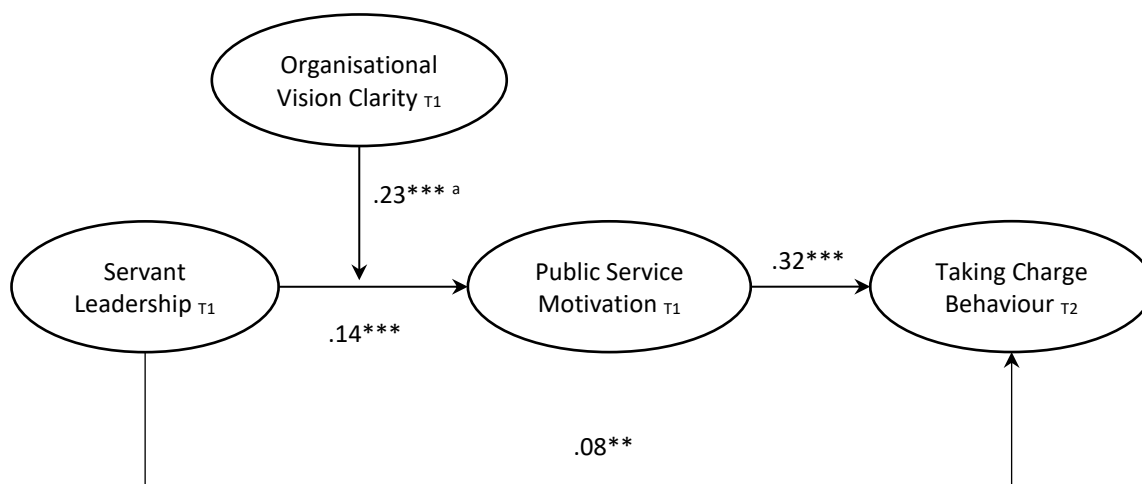 Organisational
Vision Clarity T1
.23*** a
Servant
Leadership T1
.14***
Public Service
Motivation T1
.32***
Taking Charge
Behaviour T2
.08**